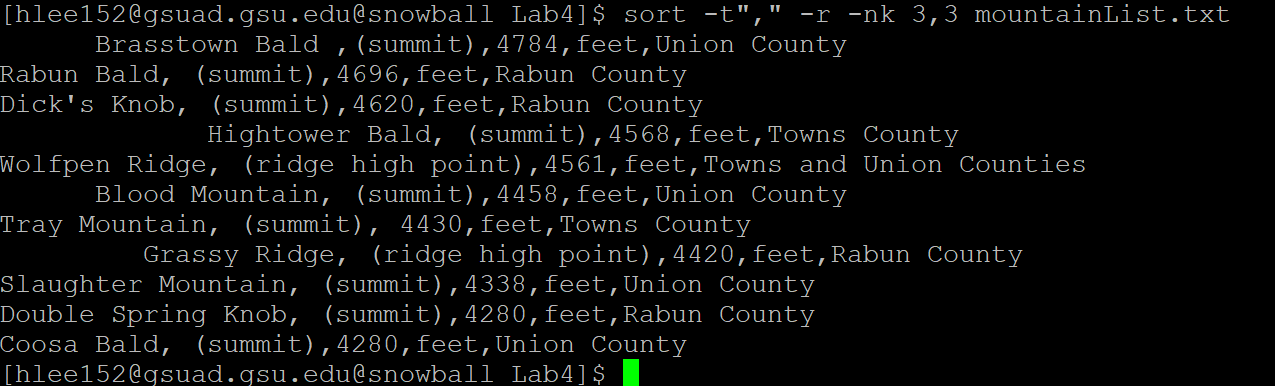 [hlee152@gsuad.gsu.edu@snowball Lab4]$ sort -t"," -r -nk 3,3 mountainList.txt
      Brasstown Bald ,(summit),4784,feet,Union County
Rabun Bald, (summit),4696,feet,Rabun County
Dick's Knob, (summit),4620,feet,Rabun County
             Hightower Bald, (summit),4568,feet,Towns County
Wolfpen Ridge, (ridge high point),4561,feet,Towns and Union Counties
      Blood Mountain, (summit),4458,feet,Union County
Tray Mountain, (summit), 4430,feet,Towns County
         Grassy Ridge, (ridge high point),4420,feet,Rabun County
Slaughter Mountain, (summit),4338,feet,Union County
Double Spring Knob, (summit),4280,feet,Rabun County
Coosa Bald, (summit),4280,feet,Union County
[hlee152@gsuad.gsu.edu@snowball Lab4]$